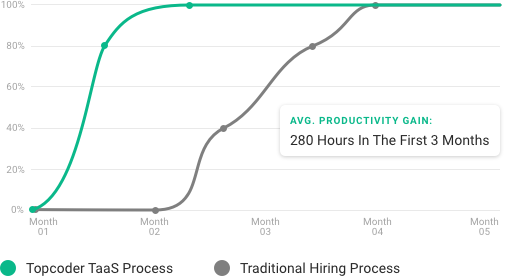 100%
80%
AVG. PRODUCTIVITY GAIN:
60%
280 Hours In The First 3 Months
40%
20%
0%
Month 01
Month 02
Month 03
Month 04
Month 05
Topcoder TaaS Process
Traditional Hiring Process